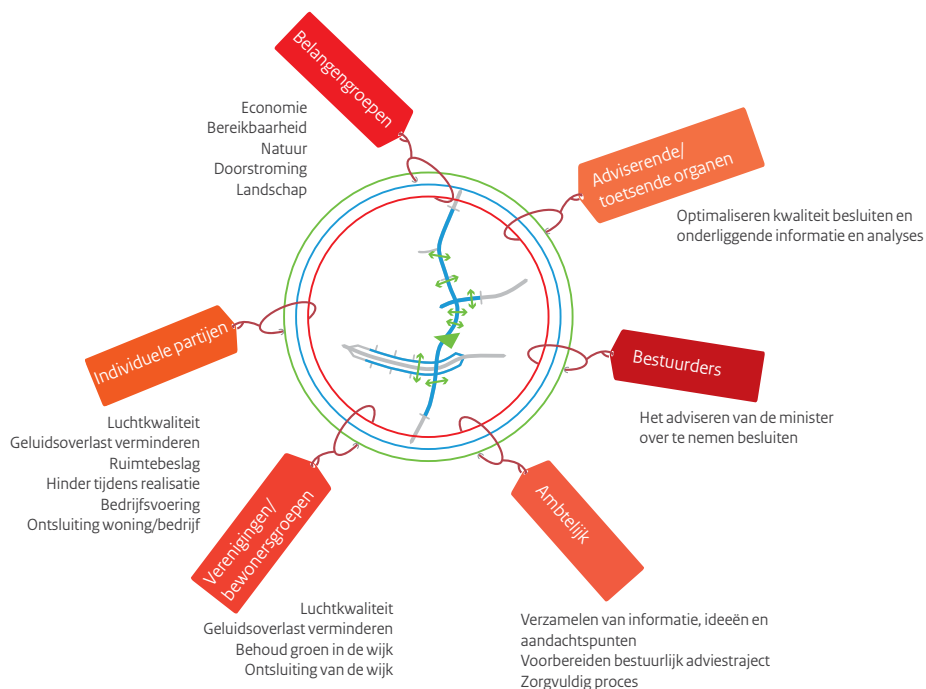 Belangengroepen
Economie
Bereikbaarheid
Natuur
Doorstroming
Landschap
Adviserende/
toetsende organen
Optimaliseren kwaliteit besluiten en
onderliggende informatie en analyses
Individuele partijen
Luchtkwaliteit
Geluidsoverlast verminderen
Ruimtebeslag
Hinder tijdens realisatie
Bedrijfsvoering
Ontsluiting woning/bedrijf
Bestuurders
Het adviseren van de minister
over te nemen besluiten
Verenigingen/
bewonersgroepen
Luchtkwaliteit
Geluidsoverlast verminderen
Behoud groen in de wijk
Ontsluiting van de wijk
Ambtelijk
Verzamelen van informatie, ideeën en
aandachtspunten
Voorbereiden bestuurlijk adviestraject
Zorgvuldig proces